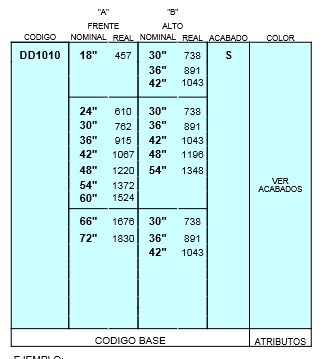 "A" "B"
FRENTE ALTO
CODIGO NOMINAL REAL NOMINAL REAL ACABADO COLOR
DD1010 18" 457 30" 738 S
36" 891
42" 1043
24" 610 30" 738
30" 762 36" 891
36" 915 42" 1043
42" 1067 48" 1196
48" 1220 54" 1348
54" 1372
60" 1524
VER
ACABADOS
66" 1676 30" 738
72" 1830 36" 891
42" 1043
CODIGO BASE ATRIBUTOS
EJEMPLO: